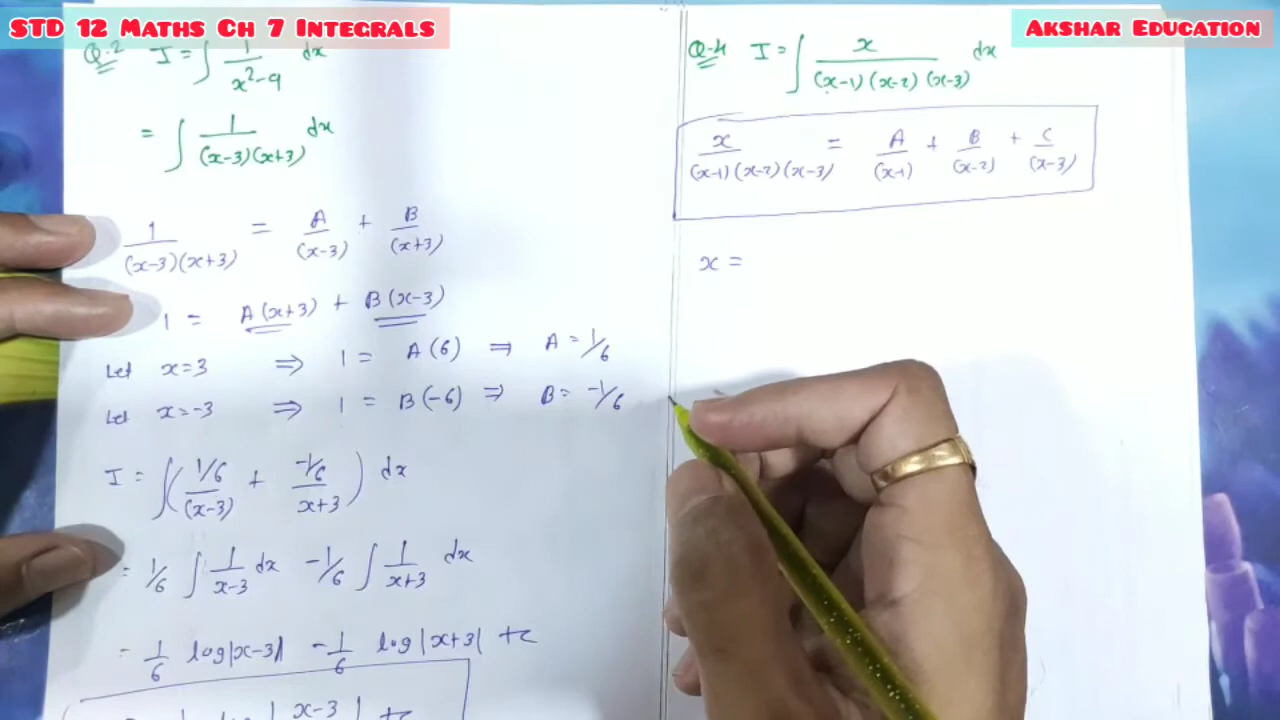 STD 12 Maths Ch 7 Integrals
Akshar Education
Q-2 I = ∫ 1/(x²-9) dx
= ∫ 1/((x-3)(x+3)) dx
1/((x-3)(x+3)) = A/(x-3) + B/(x+3)
1 = A(x+3) + B(x-3)
Let x=3 ⇒ 1 = A(6) ⇒ A = 1/6
Let x=-3 ⇒ 1 = B(-6) ⇒ B = -1/6
I = ∫((1/6)/(x-3) + (-1/6)/(x+3)) dx
= 1/6 ∫ 1/(x-3) dx -1/6 ∫ 1/(x+3) dx
= 1/6 log|x-3| - 1/6 log|x+3| +c
x-3
+c
Q-4 I = ∫ x/((x-1)(x-2)(x-3)) dx
x/((x-1)(x-2)(x-3)) = A/(x-1) + B/(x-2) + C/(x-3)
x =